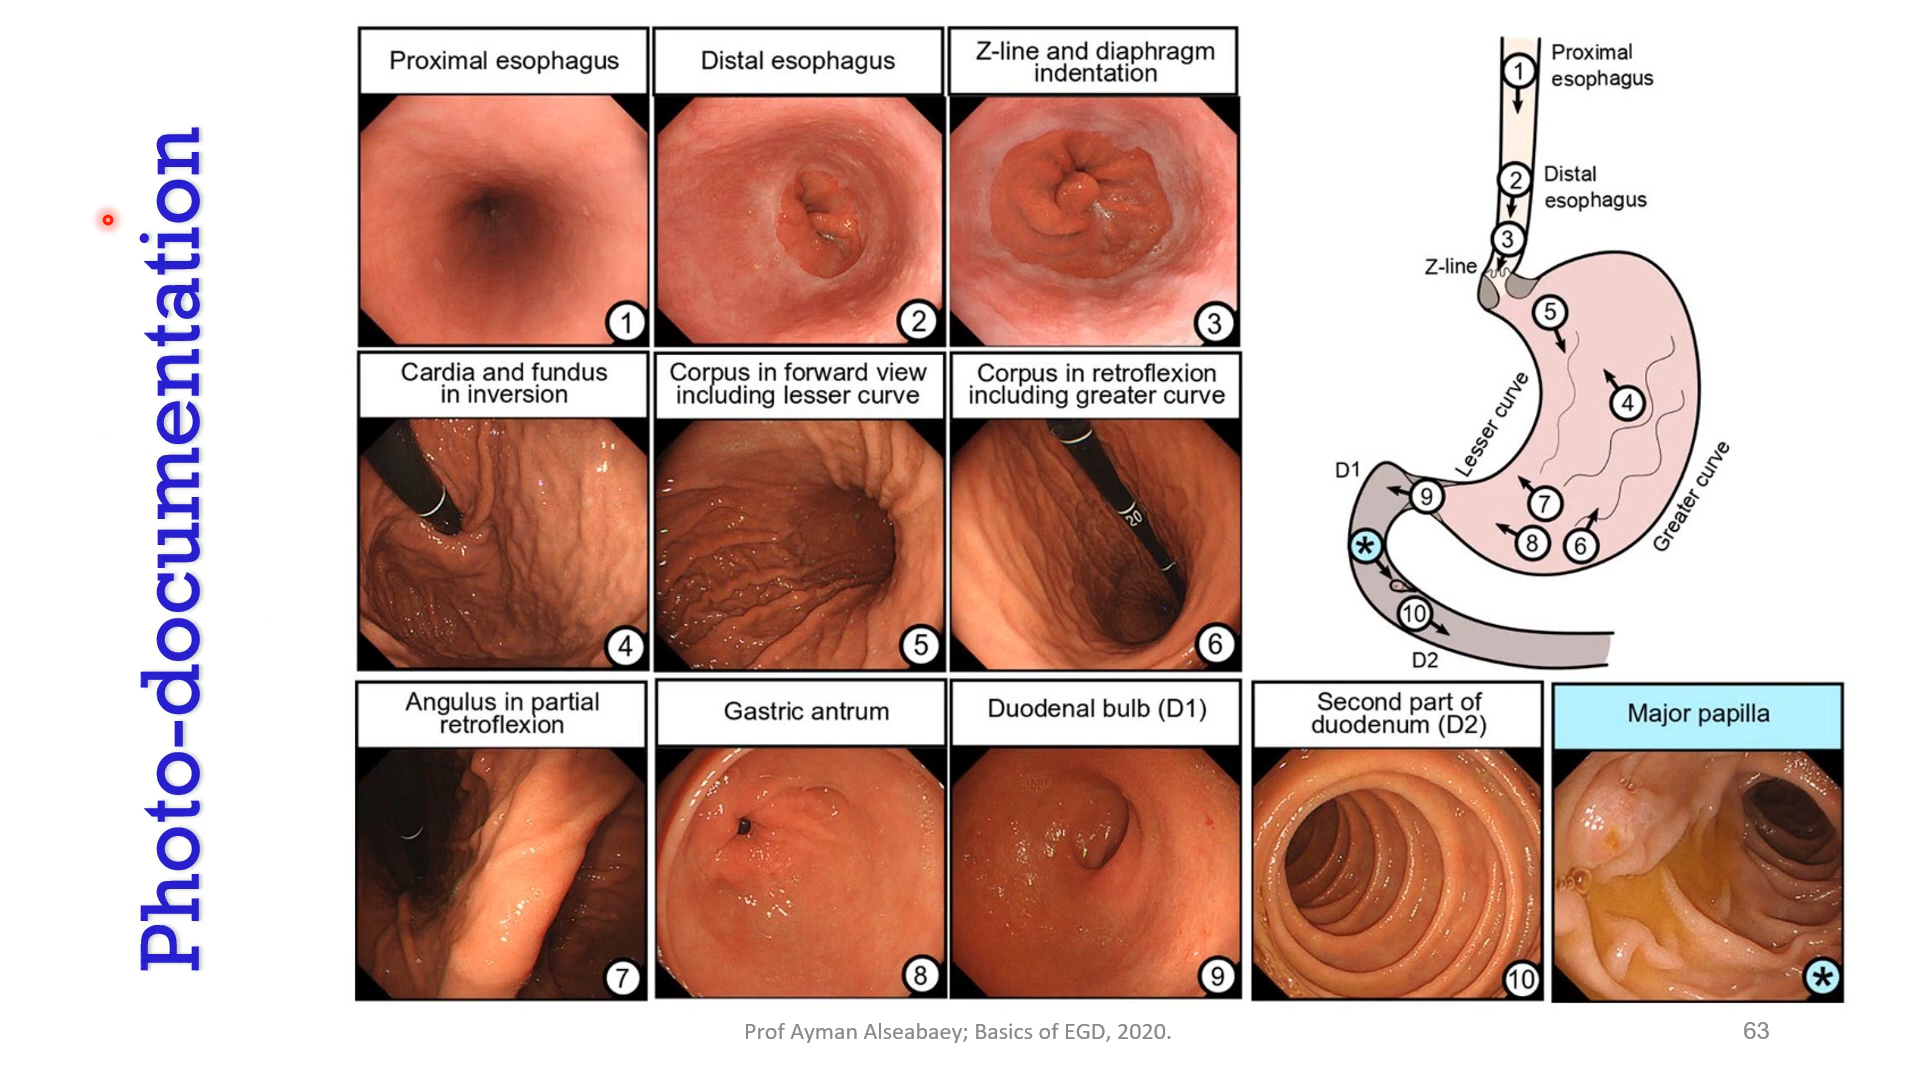 Photo-documentation
Proximal esophagus
1
Distal esophagus
2
Z-line and diaphragm
indentation
3
Cardia and fundus
in inversion
4
Corpus in forward view
including lesser curve
5
Corpus in retroflexion
including greater curve
20
6
Angulus in partial
retroflexion
7
Gastric antrum
8
Duodenal bulb (D1)
9
Second part of
duodenum (D2)
10
Major papilla
*
1
Proximal
esophagus
2
Distal
esophagus
3
Z-line
5
4
Lesser curve
Greater curve
D1
9
7
8
6
*
10
D2
Prof Ayman Alseabaey; Basics of EGD, 2020.
63